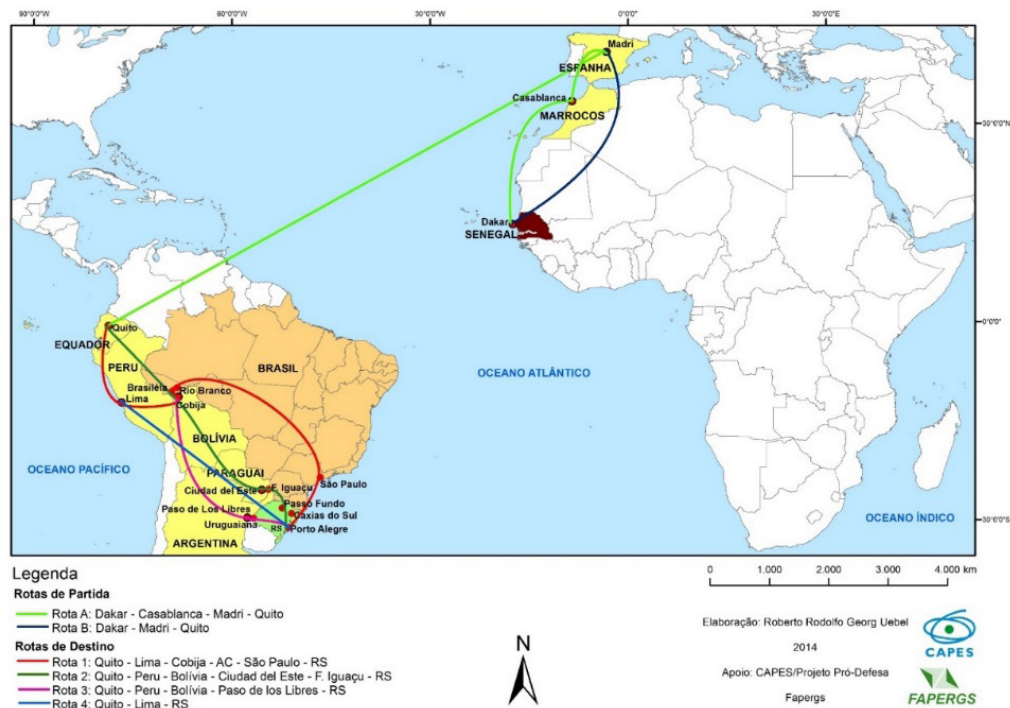 90°0'0"O 60°0'0"O 30°0'0"O 0°0'0" 30°0'0"E
Madri
ESPANHA
Casablanca
MARROCOS
30°0'0"N
Dakar
SENEGAL
Quito
EQUADOR
0°0'0"
PERU
BRASIL
Brasiléia
Rio Branco
Lima
Cobija
OCEANO ATLÂNTICO
BOLÍVIA
OCEANO PACÍFICO
PARAGUAI
São Paulo
Ciudad del Este
F. Iguaçu
Passo Fundo
Paso de Los Libres
Caxias do Sul
Uruguaiana
RS
Porto Alegre
OCEANO ÍNDICO
30°0'0"S
ARGENTINA
Legenda
Rotas de Partida
Rota A: Dakar - Casablanca - Madri - Quito
Rota B: Dakar - Madri - Quito
Rotas de Destino
Rota 1: Quito - Lima - Cobija - AC - São Paulo - RS
Rota 2: Quito - Peru - Bolívia - Ciudad del Este - F. Iguaçu - RS
Rota 3: Quito - Peru - Bolívia - Paso de los Libres - RS
Rota 4: Quito - Lima - RS
N
0 1.000 2.000 3.000 4.000 km
Elaboração: Roberto Rodolfo Georg Uebel
2014
Apoio: CAPES/Projeto Pró-Defesa
Fapergs
CAPES
FAPERGS